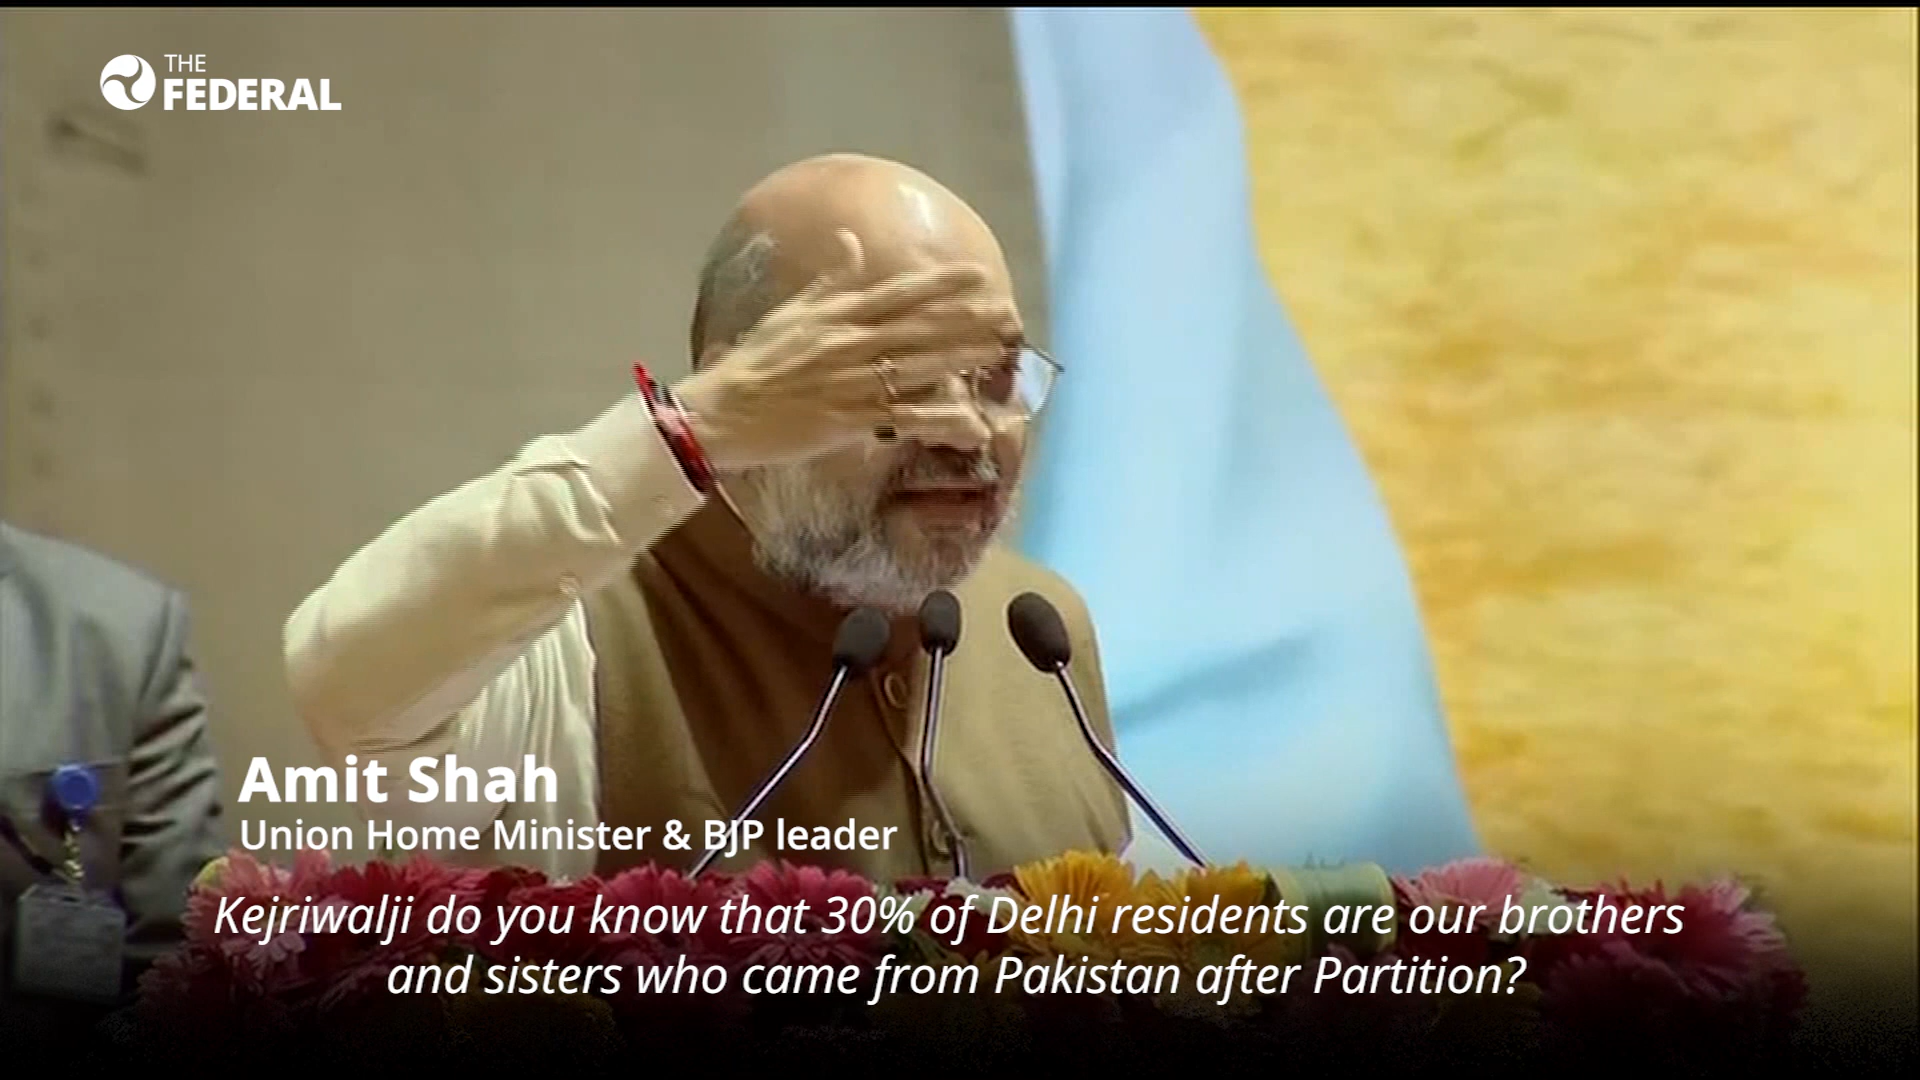 THE
FEDERAL
Amit Shah
Union Home Minister & BJP leader
Kejriwalji do you know that 30% of Delhi residents are our brothers
and sisters who came from Pakistan after Partition?